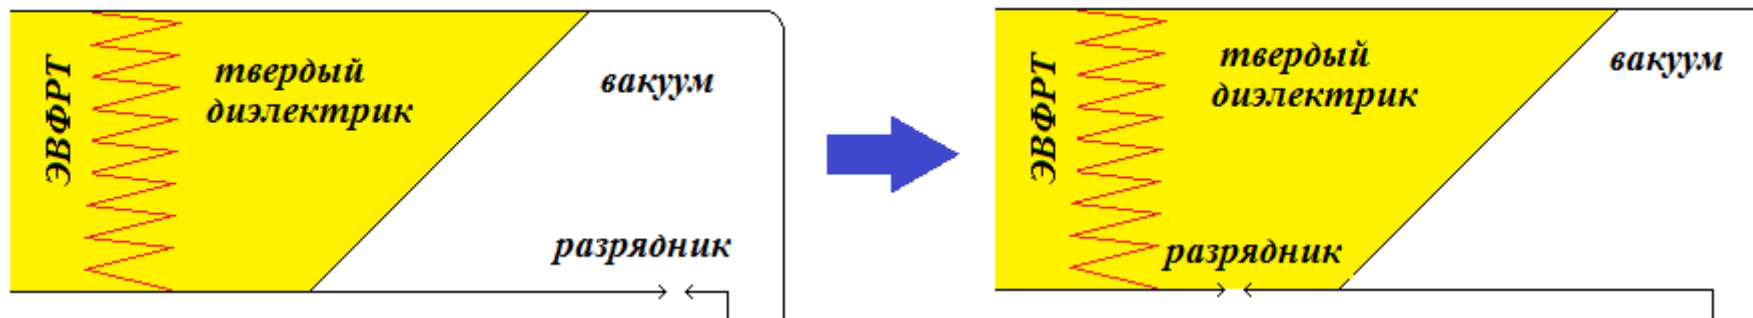 ЭВФРТ
твердый
диэлектрик
вакуум
разрядник
ЭВФРТ
твердый
диэлектрик
вакуум
разрядник